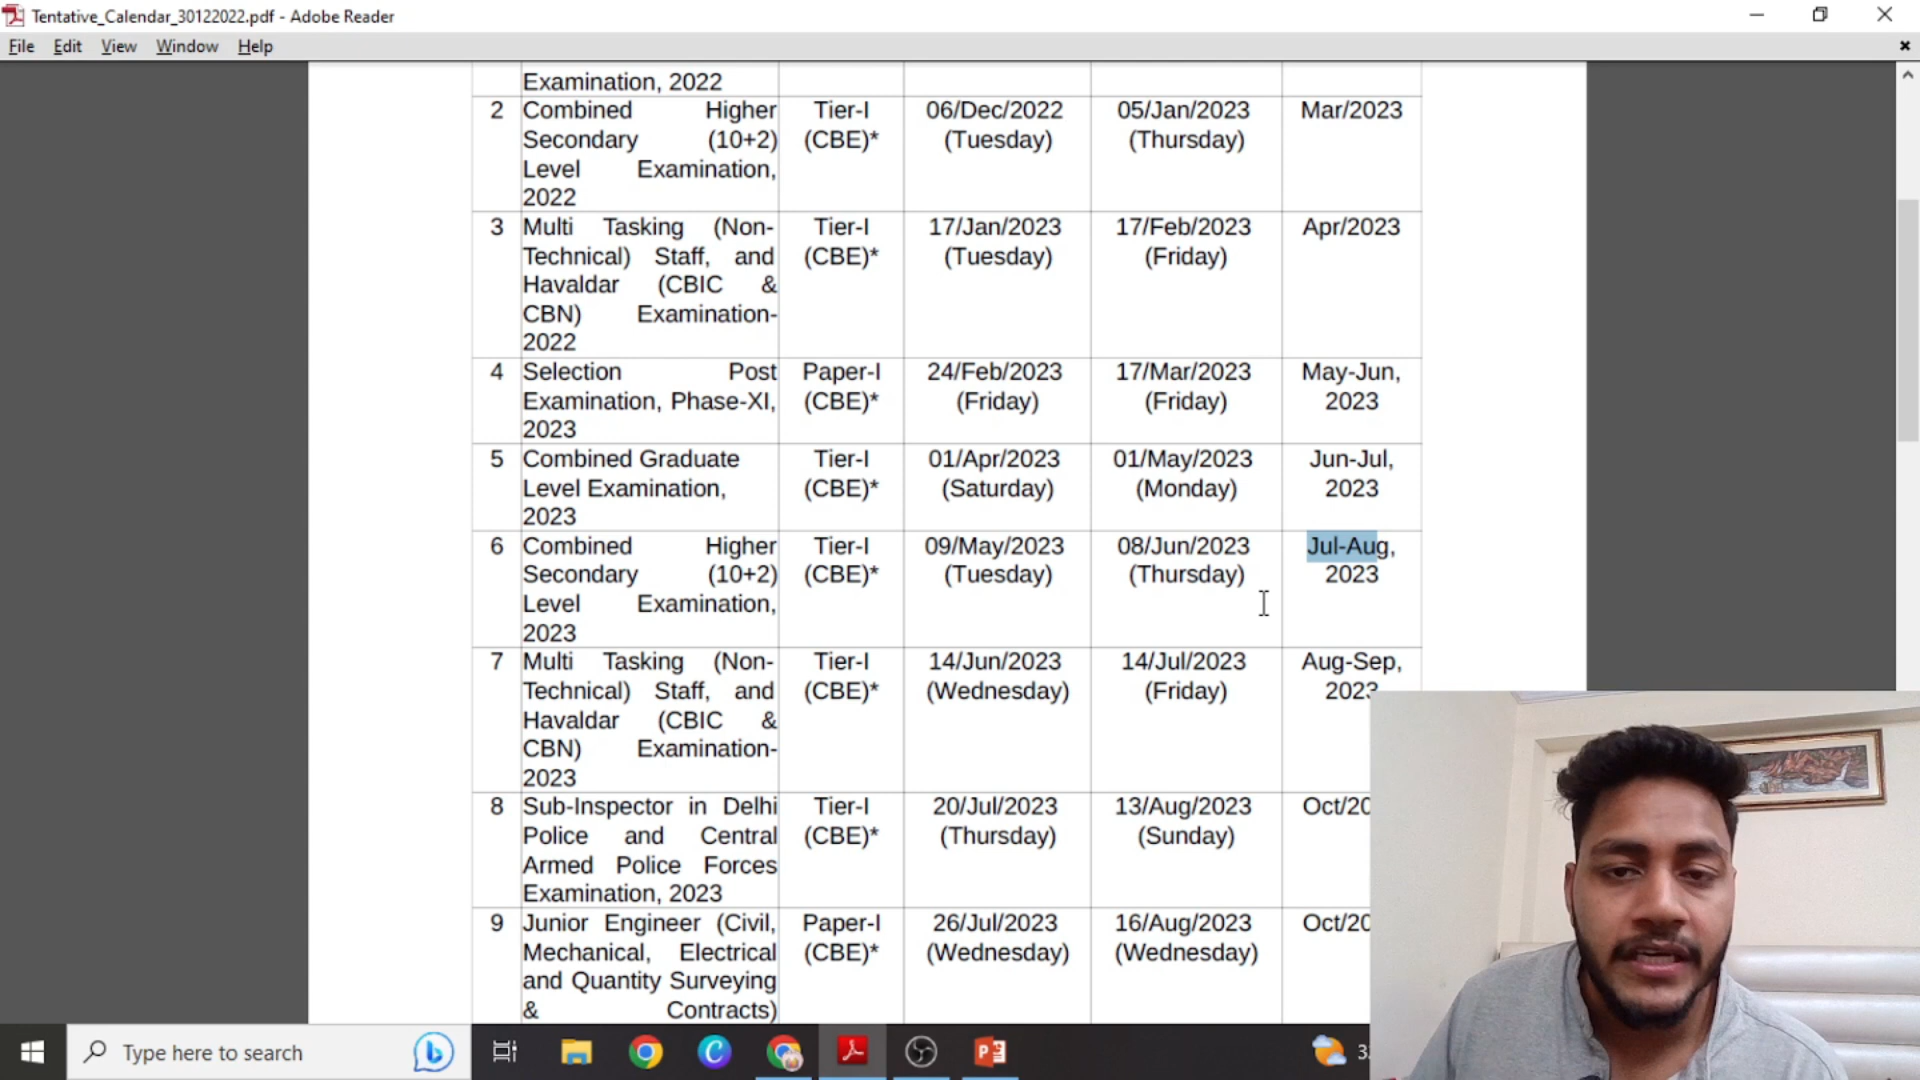 Tentative_Calendar_30122022.pdf - Adobe Reader
File Edit View Window Help
Examination, 2022
2 Combined Higher Secondary (10+2) Level Examination, 2022 Tier-I (CBE)* 06/Dec/2022 (Tuesday) 05/Jan/2023 (Thursday) Mar/2023
3 Multi Tasking (Non-Technical) Staff, and Havaldar (CBIC & CBN) Examination-2022 Tier-I (CBE)* 17/Jan/2023 (Tuesday) 17/Feb/2023 (Friday) Apr/2023
4 Selection Post Examination, Phase-XI, 2023 Paper-I (CBE)* 24/Feb/2023 (Friday) 17/Mar/2023 (Friday) May-Jun, 2023
5 Combined Graduate Level Examination, 2023 Tier-I (CBE)* 01/Apr/2023 (Saturday) 01/May/2023 (Monday) Jun-Jul, 2023
6 Combined Higher Secondary (10+2) Level Examination, 2023 Tier-I (CBE)* 09/May/2023 (Tuesday) 08/Jun/2023 (Thursday) Jul-Aug, 2023
7 Multi Tasking (Non-Technical) Staff, and Havaldar (CBIC & CBN) Examination-2023 Tier-I (CBE)* 14/Jun/2023 (Wednesday) 14/Jul/2023 (Friday) Aug-Sep, 2023
8 Sub-Inspector in Delhi Police and Central Armed Police Forces Examination, 2023 Tier-I (CBE)* 20/Jul/2023 (Thursday) 13/Aug/2023 (Sunday) Oct/20
9 Junior Engineer (Civil, Mechanical, Electrical and Quantity Surveying & Contracts) Paper-I (CBE)* 26/Jul/2023 (Wednesday) 16/Aug/2023 (Wednesday) Oct/20
Type here to search